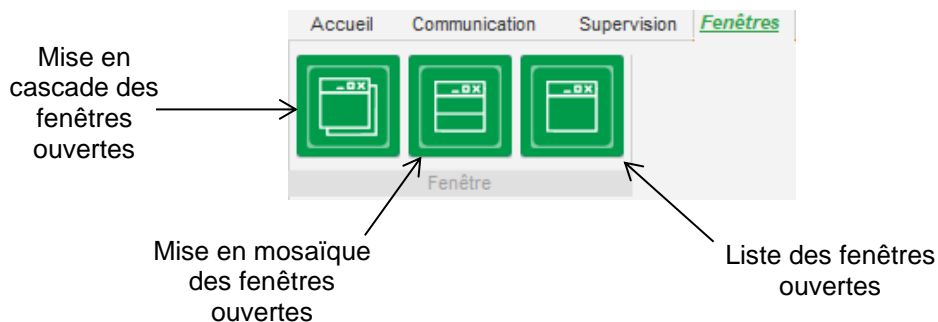 Accueil Communication Supervision Fenêtres
Mise en
cascade des
fenêtres
ouvertes
Fenêtre
Mise en mosaïque
des fenêtres
ouvertes
Liste des fenêtres
ouvertes